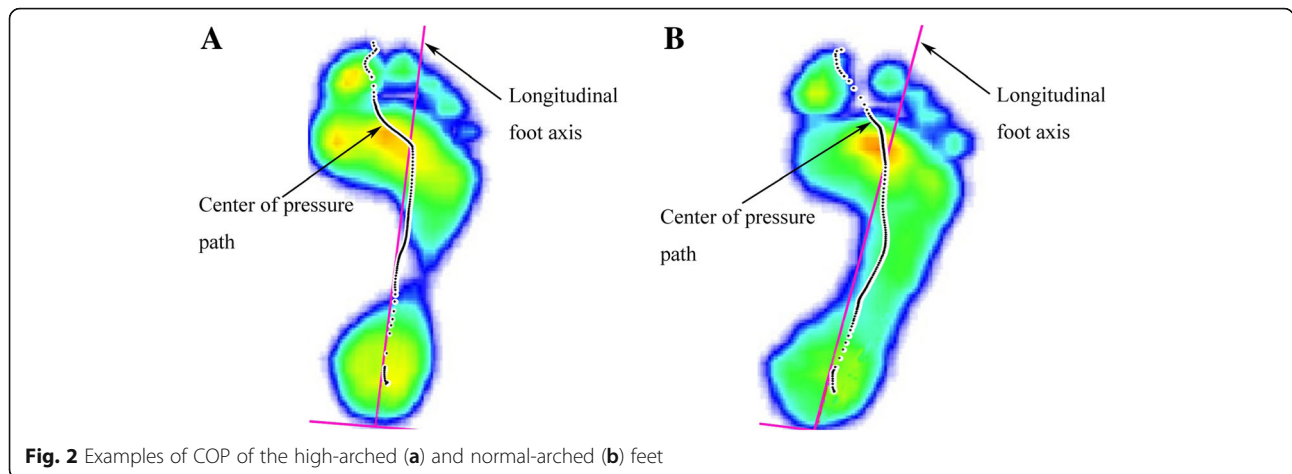 A
Longitudinal
foot axis
Center of pressure
path
B
Longitudinal
foot axis
Center of pressure
path
Fig. 2 Examples of COP of the high-arched (a) and normal-arched (b) feet